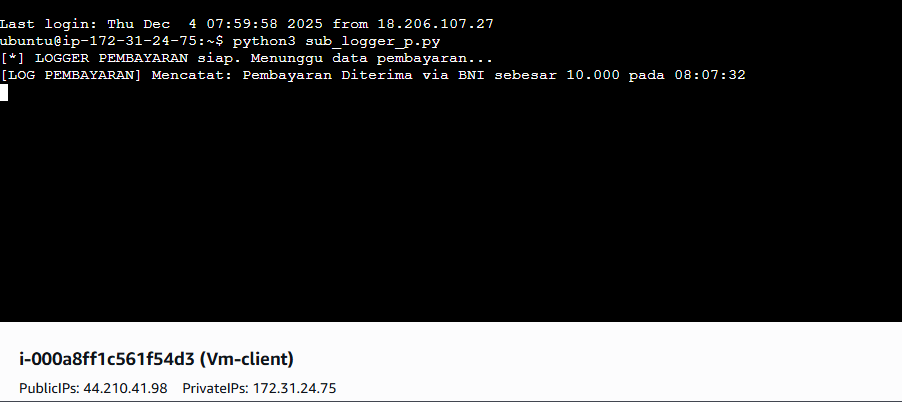 Last login: Thu Dec  4 07:59:58 2025 from 18.206.107.27
ubuntu@ip-172-31-24-75:~$ python3 sub_logger_p.py
[*] LOGGER PEMBAYARAN siap. Menunggu data pembayaran...
[LOG PEMBAYARAN] Mencatat: Pembayaran Diterima via BNI sebesar 10.000 pada 08:07:32
i-000a8ff1c561f54d3 (Vm-client)
PublicIPs: 44.210.41.98    PrivateIPs: 172.31.24.75